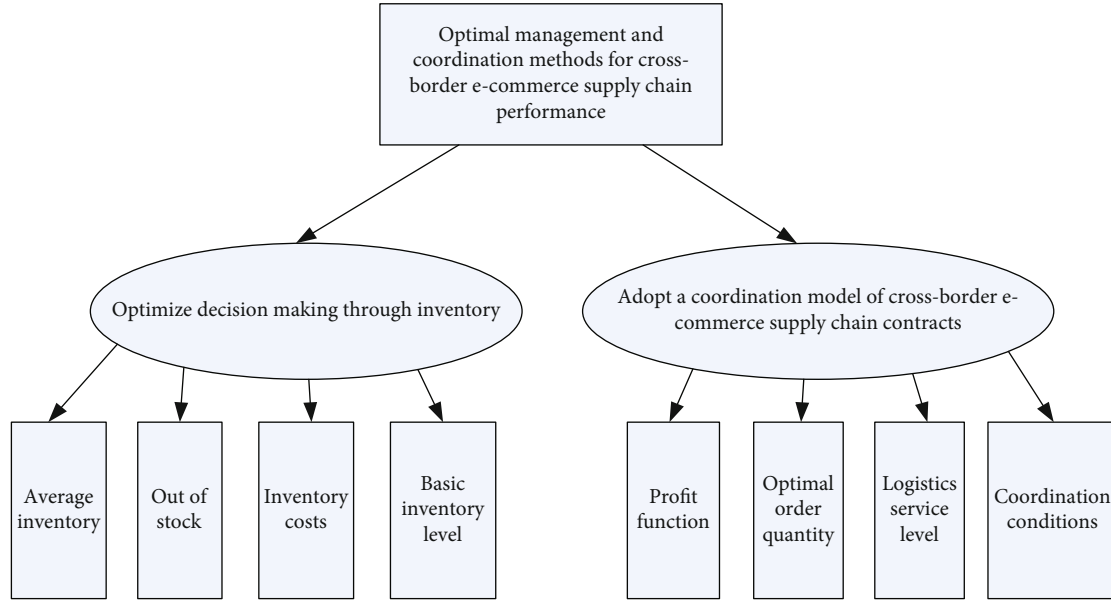 Optimal management and
coordination methods for cross-
border e-commerce supply chain
performance
Optimize decision making through inventory
Adopt a coordination model of cross-border e-
commerce supply chain contracts
Average
inventory
Out of
stock
Inventory
costs
Basic
inventory
level
Profit
function
Optimal
order
quantity
Logistics
service
level
Coordination
conditions